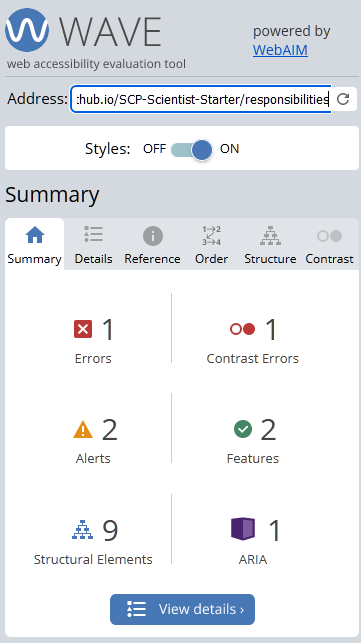 WAVE
web accessibility evaluation tool
powered by
WebAIM
Address: :hub.io/SCP-Scientist-Starter/responsibilities
Styles: OFF ON
Summary
Summary Details Reference Order Structure Contrast
1 1
Errors Contrast Errors
2 2
Alerts Features
9 1
Structural Elements ARIA
View details ›